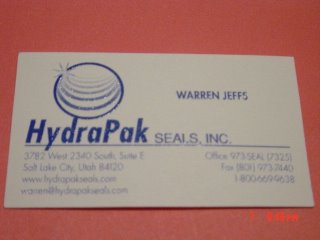 WARREN JEFFS
HydraPak SEALS, INC.
3782 West 2340 South, Suite E
Salt Lake City, Utah 84120
www.hydrapakseals.com
warren@hydrapakseals.com
Office 973-SEAL (7325)
Fax (801) 973-7440
1-800-669-9638